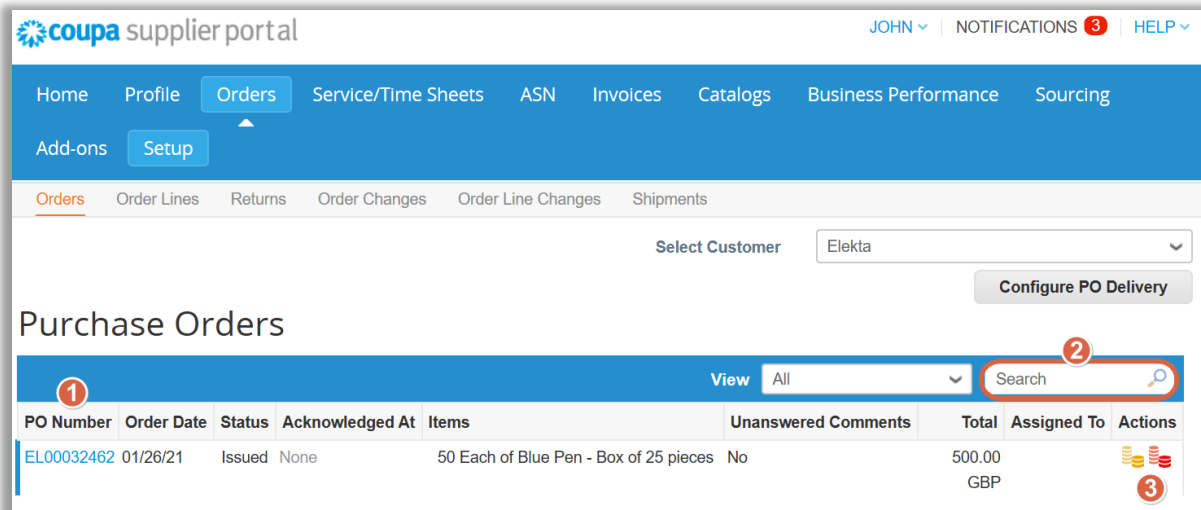 coupa supplier portal JOHN NOTIFICATIONS 3 HELP
Home Profile Orders Service/Time Sheets ASN Invoices Catalogs Business Performance Sourcing
Add-ons Setup
Orders Order Lines Returns Order Changes Order Line Changes Shipments
Select Customer Elekta
Configure PO Delivery
Purchase Orders
2
View All Search
1
PO Number Order Date Status Acknowledged At Items Unanswered Comments Total Assigned To Actions
EL00032462 01/26/21 Issued None 50 Each of Blue Pen - Box of 25 pieces No 500.00
GBP
3